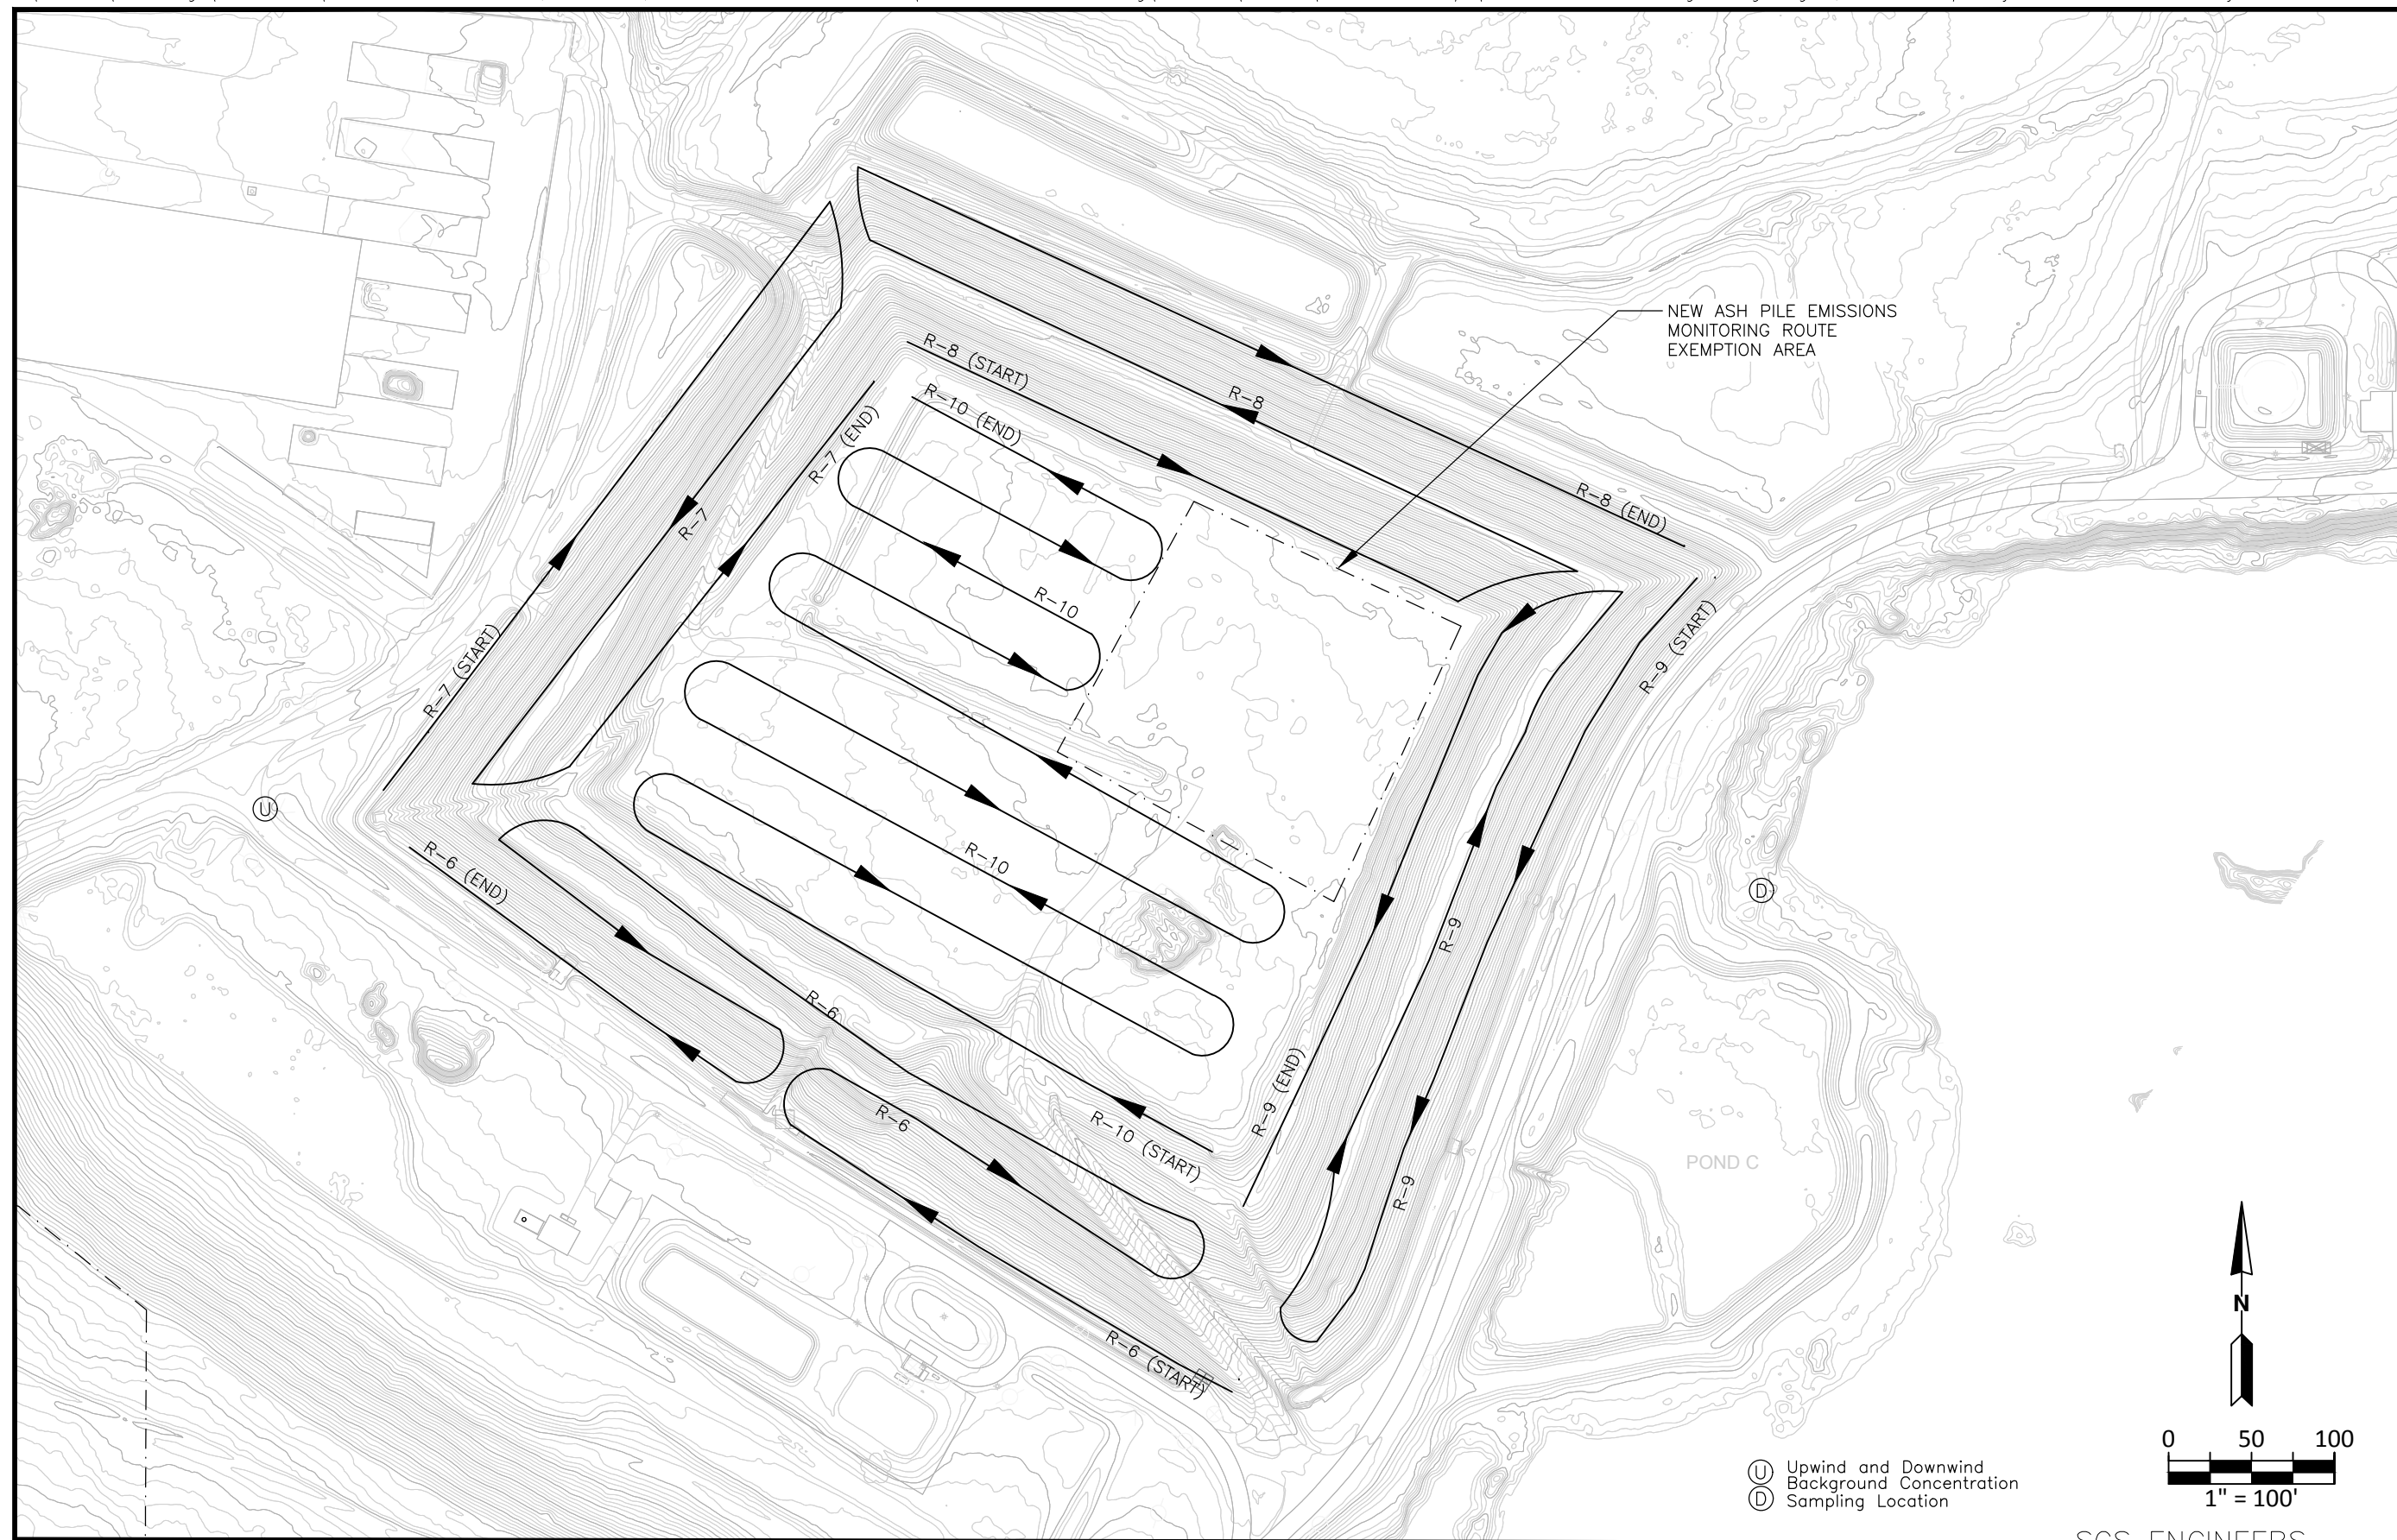 NEW ASH PILE EMISSIONS
MONITORING ROUTE
EXEMPTION AREA
R-8 (START)
R-8
R-10 (END)
R-7 (END)
R-8 (END)
R-7
R-10
R-9 (START)
R-7 (START)
U
R-6 (END)
R-10
D
R-9
R-6
R-6
R-9 (END)
R-10 (START)
POND C
R-9
R-6 (START)
N
0 50 100
1" = 100'
U Upwind and Downwind
Background Concentration
D Sampling Location
SCS ENGINEERS